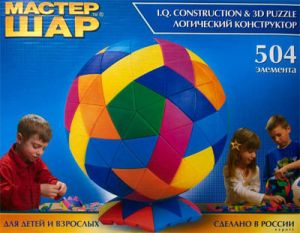 МАСТЕР
ШАР
I.Q. CONSTRUCTION & 3D PUZZLE
ЛОГИЧЕСКИЙ КОНСТРУКТОР
504
элемента
ДЛЯ ДЕТЕЙ И ВЗРОСЛЫХ
СДЕЛАНО В РОССИИ